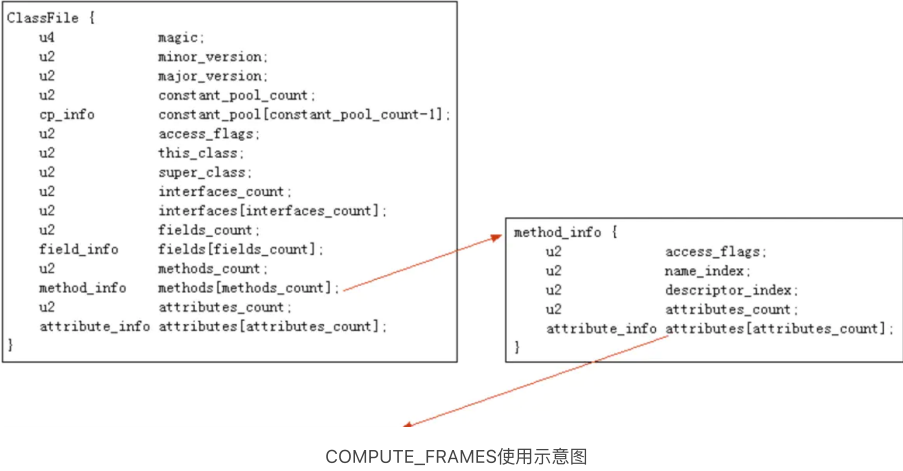 ClassFile {
u4 magic;
u2 minor_version;
u2 major_version;
u2 constant_pool_count;
cp_info constant_pool[constant_pool_count-1];
u2 access_flags;
u2 this_class;
u2 super_class;
u2 interfaces_count;
u2 interfaces[interfaces_count];
u2 fields_count;
field_info fields[fields_count];
u2 methods_count;
method_info methods[methods_count];
u2 attributes_count;
attribute_info attributes[attributes_count];
}
method_info {
u2 access_flags;
u2 name_index;
u2 descriptor_index;
u2 attributes_count;
attribute_info attributes[attributes_count];
}
COMPUTE_FRAMES使用示意图